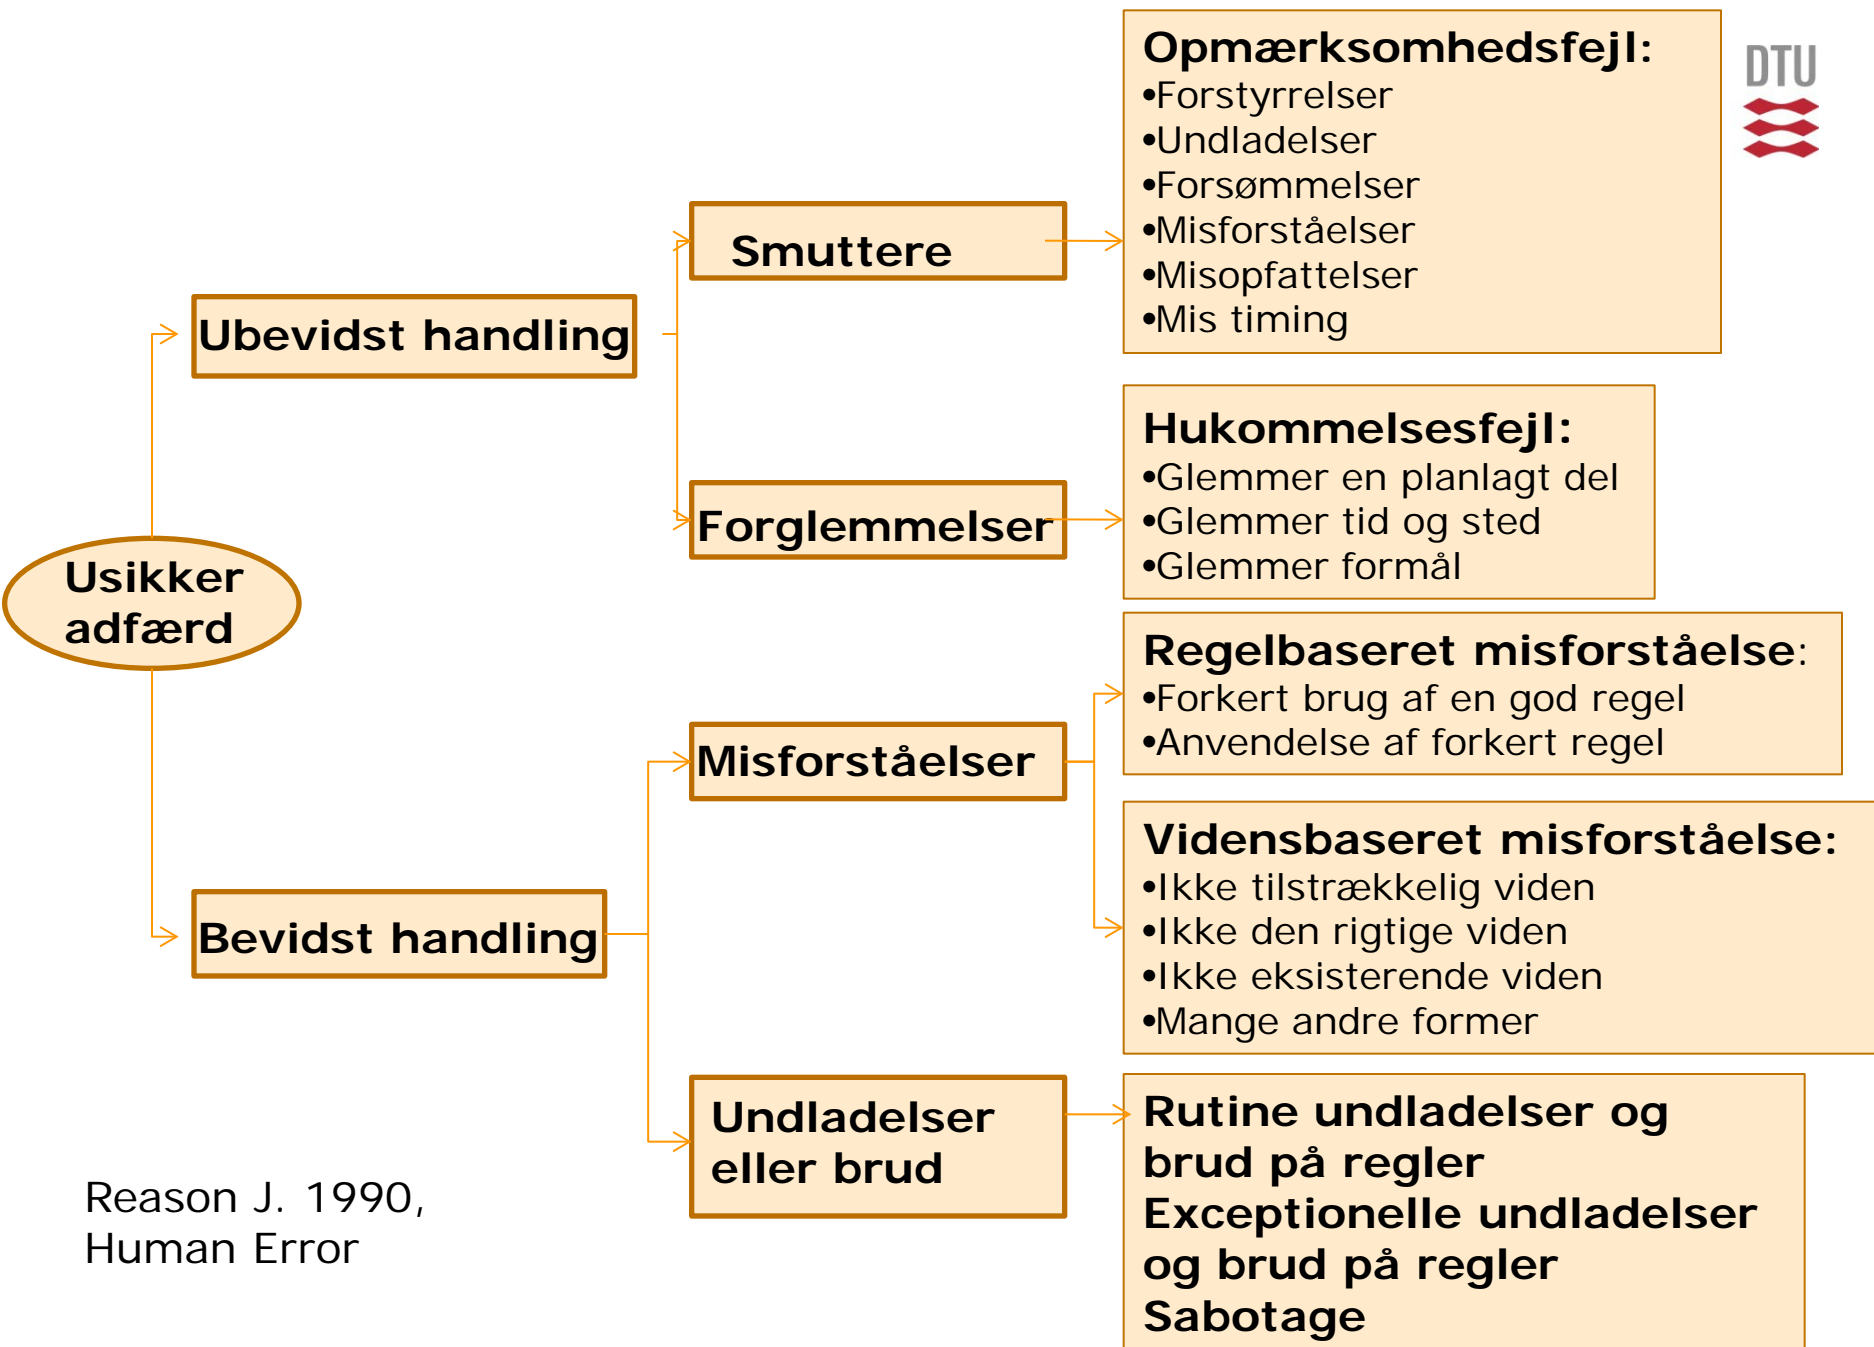 Opmærksomhedsfejl:
•Forstyrrelser
•Undladelser
•Forsømmelser
•Misforståelser
•Misopfattelser
•Mis timing
DTU
Smuttere
Ubevidst handling
Hukommelsesfejl:
•Glemmer en planlagt del
•Glemmer tid og sted
•Glemmer formål
Forglemmelser
Usikker
adfærd
Regelbaseret misforståelse:
•Forkert brug af en god regel
•Anvendelse af forkert regel
Misforståelser
Vidensbaseret misforståelse:
•Ikke tilstrækkelig viden
•Ikke den rigtige viden
•Ikke eksisterende viden
•Mange andre former
Bevidst handling
Undladelser
eller brud
Rutine undladelser og
brud på regler
Exceptionelle undladelser
og brud på regler
Sabotage
Reason J. 1990,
Human Error